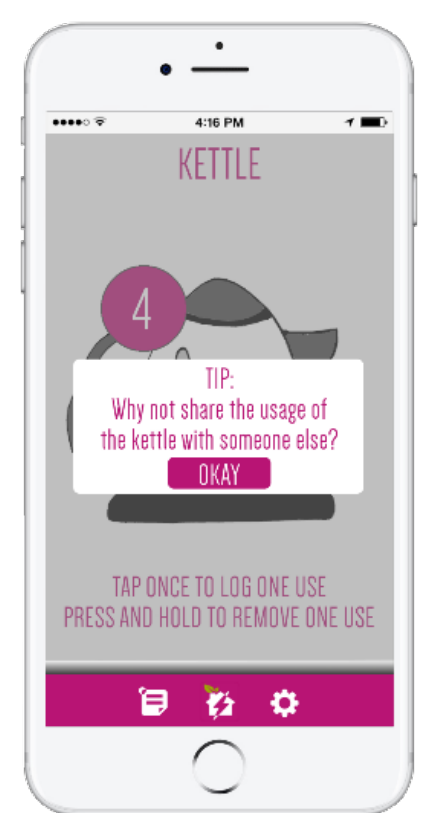 4:16 PM
KETTLE
4
TIP:
Why not share the usage of
the kettle with someone else?
OKAY
TAP ONCE TO LOG ONE USE
PRESS AND HOLD TO REMOVE ONE USE